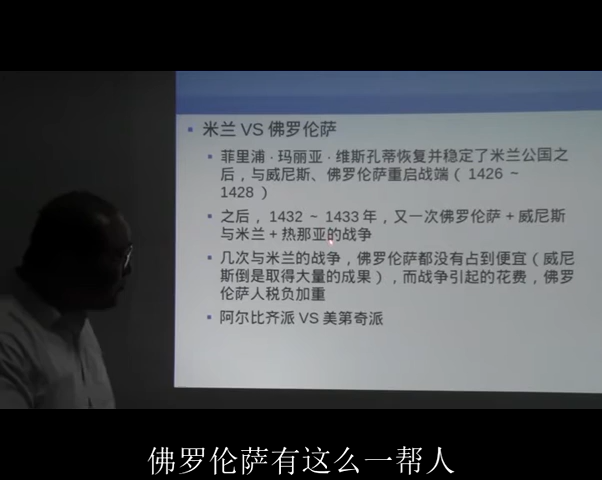 米兰 VS 佛罗伦萨
菲里浦·玛丽亚·维斯孔蒂恢复并稳定了米兰公国之
后，与威尼斯、佛罗伦萨重启战端（ 1426 ~
1428 ）
之后， 1432 ~ 1433 年，又一次佛罗伦萨 + 威尼斯
与米兰 + 热那亚的战争
几次与米兰的战争，佛罗伦萨都没有占到便宜（威尼
斯倒是取得大量的成果），而战争引起的花费，佛罗
伦萨人税负加重
阿尔比齐派 VS 美第奇派
佛罗伦萨有这么一帮人